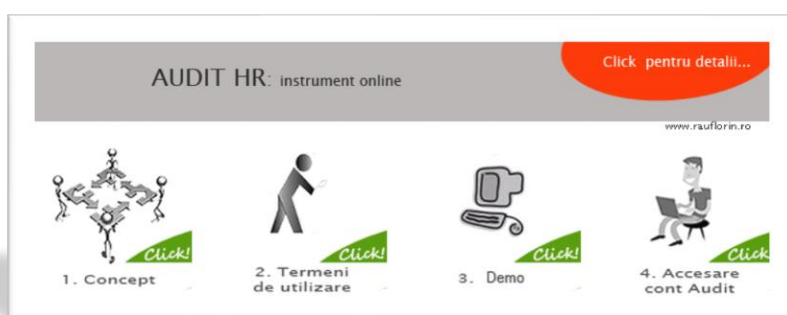 AUDIT HR: instrument online
Click pentru detalii...
www.rauflorin.ro
Click!
1. Concept
Click!
2. Termeni
de utilizare
Click!
3. Demo
Click
4. Accesare
cont Audit